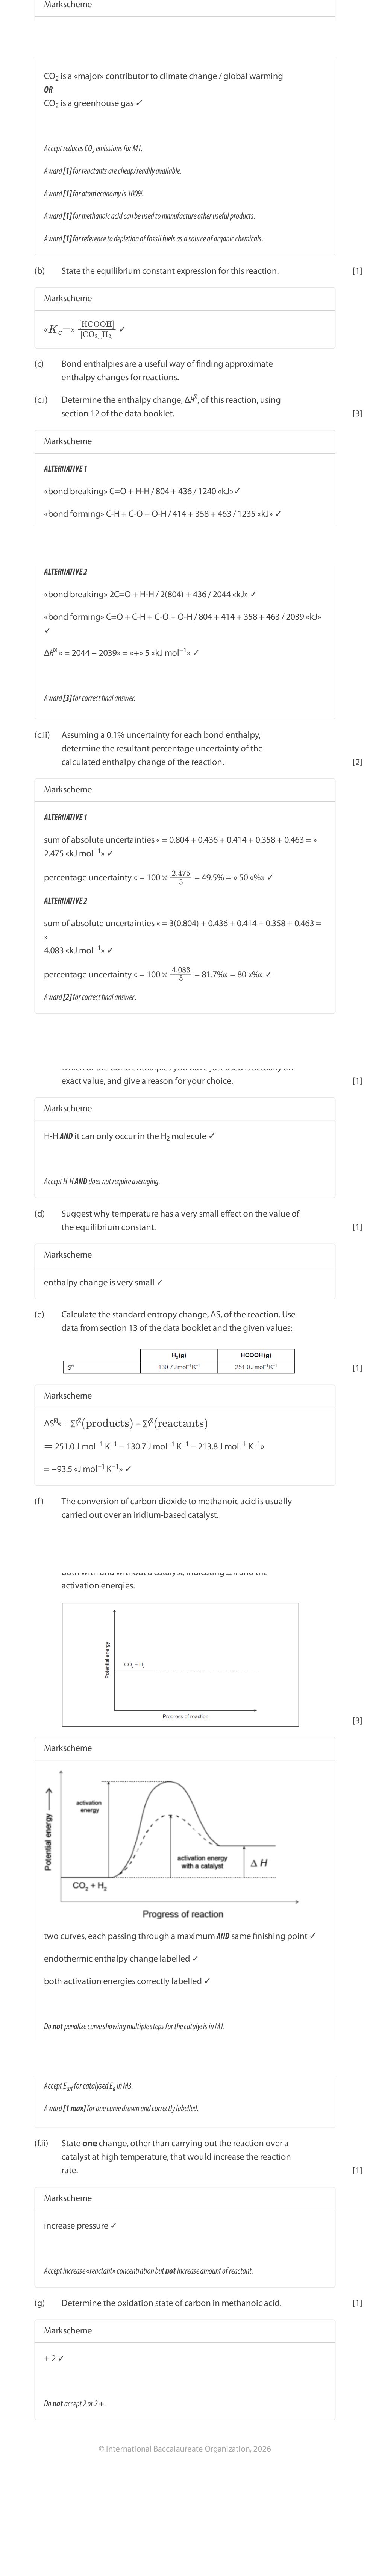 Markscheme
CO₂ is a «major» contributor to climate change / global warming
OR
CO₂ is a greenhouse gas ✓
Accept reduces CO₂ emissions for M1.
Award [1] for reactants are cheap/readily available.
Award [1] for atom economy is 100%.
Award [1] for methanoic acid can be used to manufacture other useful products.
Award [1] for reference to depletion of fossil fuels as a source of organic chemicals.
(b) State the equilibrium constant expression for this reaction. [1]
Markscheme
«K_c=» [HCOOH] / [CO₂][H₂] ✓
(c) Bond enthalpies are a useful way of finding approximate
enthalpy changes for reactions.
(c.i) Determine the enthalpy change, ΔH⦵, of this reaction, using
section 12 of the data booklet. [3]
Markscheme
ALTERNATIVE 1
«bond breaking» C=O + H-H / 804 + 436 / 1240 «kJ»✓
«bond forming» C-H + C-O + O-H / 414 + 358 + 463 / 1235 «kJ» ✓
ALTERNATIVE 2
«bond breaking» 2C=O + H-H / 2(804) + 436 / 2044 «kJ» ✓
«bond forming» C=O + C-H + C-O + O-H / 804 + 414 + 358 + 463 / 2039 «kJ»
✓
ΔH⦵ « = 2044 − 2039» = «+» 5 «kJ mol⁻¹» ✓
Award [3] for correct final answer.
(c.ii) Assuming a 0.1% uncertainty for each bond enthalpy,
determine the resultant percentage uncertainty of the
calculated enthalpy change of the reaction. [2]
Markscheme
ALTERNATIVE 1
sum of absolute uncertainties « = 0.804 + 0.436 + 0.414 + 0.358 + 0.463 = »
2.475 «kJ mol⁻¹» ✓
percentage uncertainty « = 100 × 2.475/5 = 49.5% = » 50 «%» ✓
ALTERNATIVE 2
sum of absolute uncertainties « = 3(0.804) + 0.436 + 0.414 + 0.358 + 0.463 =
»
4.083 «kJ mol⁻¹» ✓
percentage uncertainty « = 100 × 4.083/5 = 81.7%» = 80 «%» ✓
Award [2] for correct final answer.
which of the bond enthalpies you have just used is actually an
exact value, and give a reason for your choice. [1]
Markscheme
H-H AND it can only occur in the H₂ molecule ✓
Accept H-H AND does not require averaging.
(d) Suggest why temperature has a very small effect on the value of
the equilibrium constant. [1]
Markscheme
enthalpy change is very small ✓
(e) Calculate the standard entropy change, ΔS, of the reaction. Use
data from section 13 of the data booklet and the given values:
H₂ (g) HCOOH (g)
S⦵ 130.7 J mol⁻¹ K⁻¹ 251.0 J mol⁻¹ K⁻¹ [1]
Markscheme
ΔS⦵« = ΣS⦵(products) − ΣS⦵(reactants)
= 251.0 J mol⁻¹ K⁻¹ − 130.7 J mol⁻¹ K⁻¹ − 213.8 J mol⁻¹ K⁻¹»
= −93.5 «J mol⁻¹ K⁻¹» ✓
(f) The conversion of carbon dioxide to methanoic acid is usually
carried out over an iridium-based catalyst.
both with and without a catalyst, indicating ΔH and the
activation energies.
Potential energy
CO₂ + H₂
Progress of reaction
[3]
Markscheme
Potential energy
activation
energy
activation energy
with a catalyst
Δ H
CO₂ + H₂
Progress of reaction
two curves, each passing through a maximum AND same finishing point ✓
endothermic enthalpy change labelled ✓
both activation energies correctly labelled ✓
Do not penalize curve showing multiple steps for the catalysis in M1.
Accept E_cat for catalysed E_a in M3.
Award [1 max] for one curve drawn and correctly labelled.
(f.ii) State one change, other than carrying out the reaction over a
catalyst at high temperature, that would increase the reaction
rate. [1]
Markscheme
increase pressure ✓
Accept increase «reactant» concentration but not increase amount of reactant.
(g) Determine the oxidation state of carbon in methanoic acid. [1]
Markscheme
+ 2 ✓
Do not accept 2 or 2 +.
© International Baccalaureate Organization, 2026